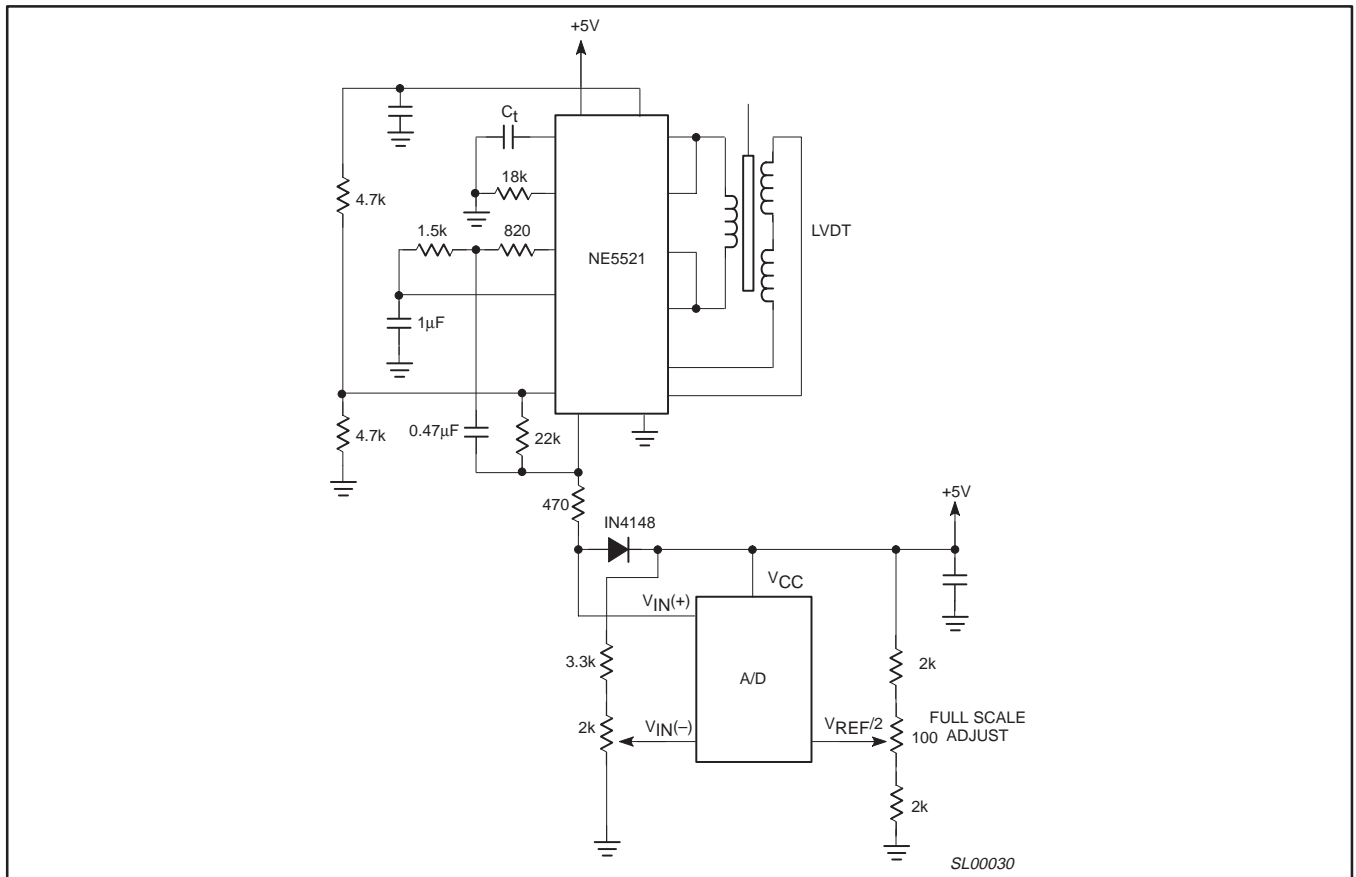 +5V
Ct
18k
4.7k
1.5k
820
LVDT
NE5521
1μF
4.7k
0.47μF
22k
470
IN4148
+5V
VCC
VIN(+)
3.3k
2k
A/D
2k
VIN(–)
VREF/2
FULL SCALE
100 ADJUST
2k
SL00030